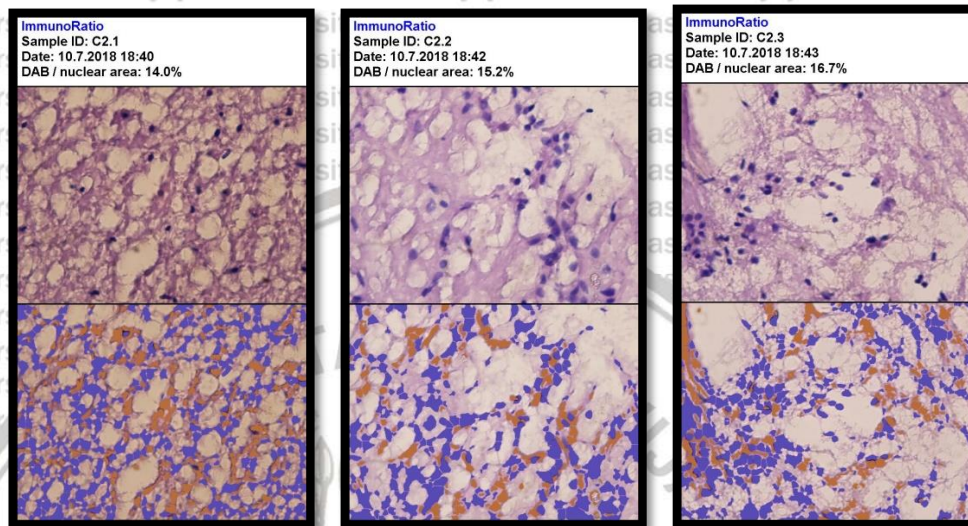 ImmunoRatio
Sample ID: C2.1
Date: 10.7.2018 18:40
DAB / nuclear area: 14.0%
ImmunoRatio
Sample ID: C2.2
Date: 10.7.2018 18:42
DAB / nuclear area: 15.2%
ImmunoRatio
Sample ID: C2.3
Date: 10.7.2018 18:43
DAB / nuclear area: 16.7%